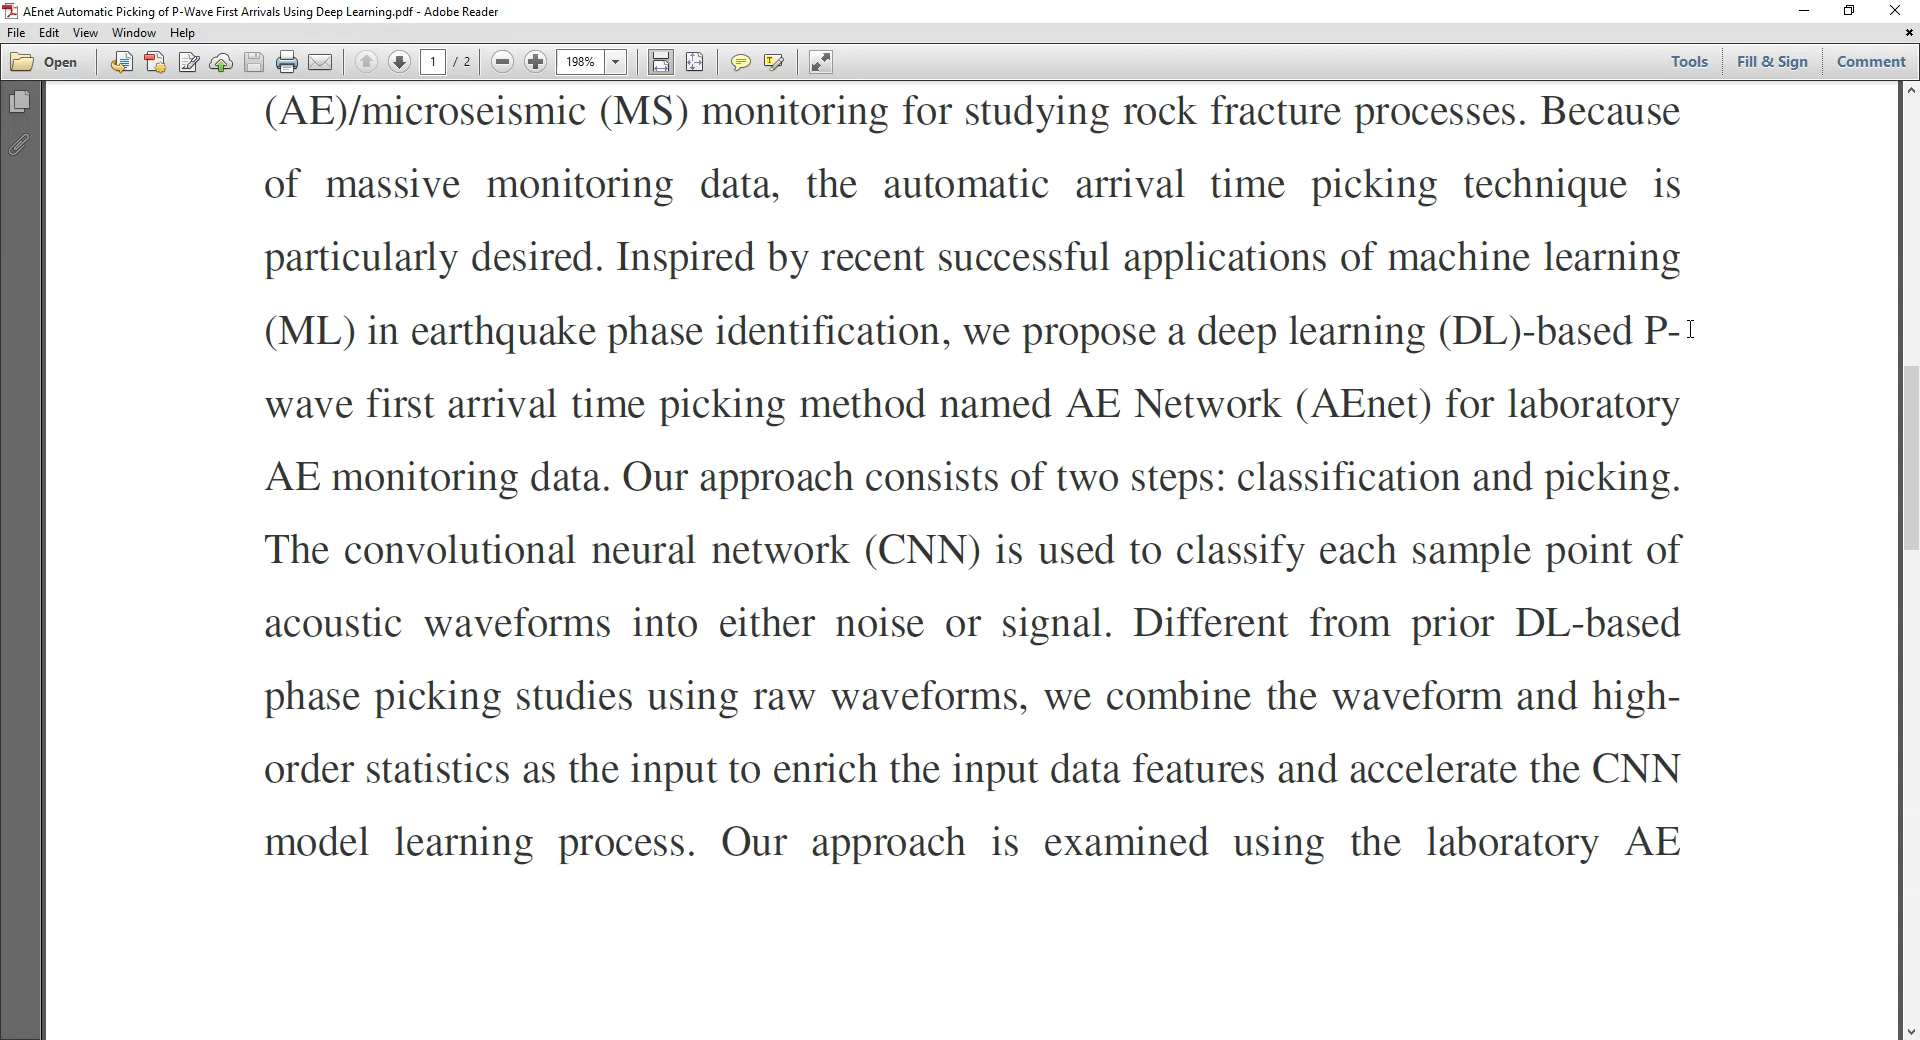 AEnet Automatic Picking of P-Wave First Arrivals Using Deep Learning.pdf - Adobe Reader
File Edit View Window Help
Open 1 / 2 198% Tools Fill & Sign Comment
(AE)/microseismic (MS) monitoring for studying rock fracture processes. Because
of massive monitoring data, the automatic arrival time picking technique is
particularly desired. Inspired by recent successful applications of machine learning
(ML) in earthquake phase identification, we propose a deep learning (DL)-based P-
wave first arrival time picking method named AE Network (AEnet) for laboratory
AE monitoring data. Our approach consists of two steps: classification and picking.
The convolutional neural network (CNN) is used to classify each sample point of
acoustic waveforms into either noise or signal. Different from prior DL-based
phase picking studies using raw waveforms, we combine the waveform and high-
order statistics as the input to enrich the input data features and accelerate the CNN
model learning process. Our approach is examined using the laboratory AE